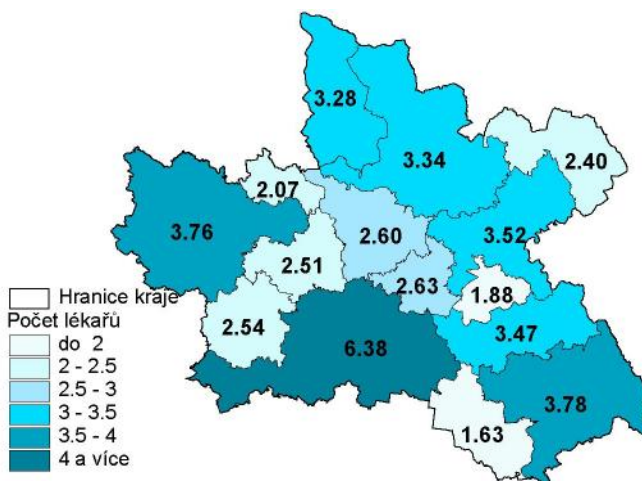 3.28
3.34
2.40
2.07
3.76
2.60
3.52
2.51
2.63
1.88
2.54
6.38
3.47
3.78
1.63
Hranice kraje
Počet lékařů
do 2
2 - 2.5
2.5 - 3
3 - 3.5
3.5 - 4
4 a více